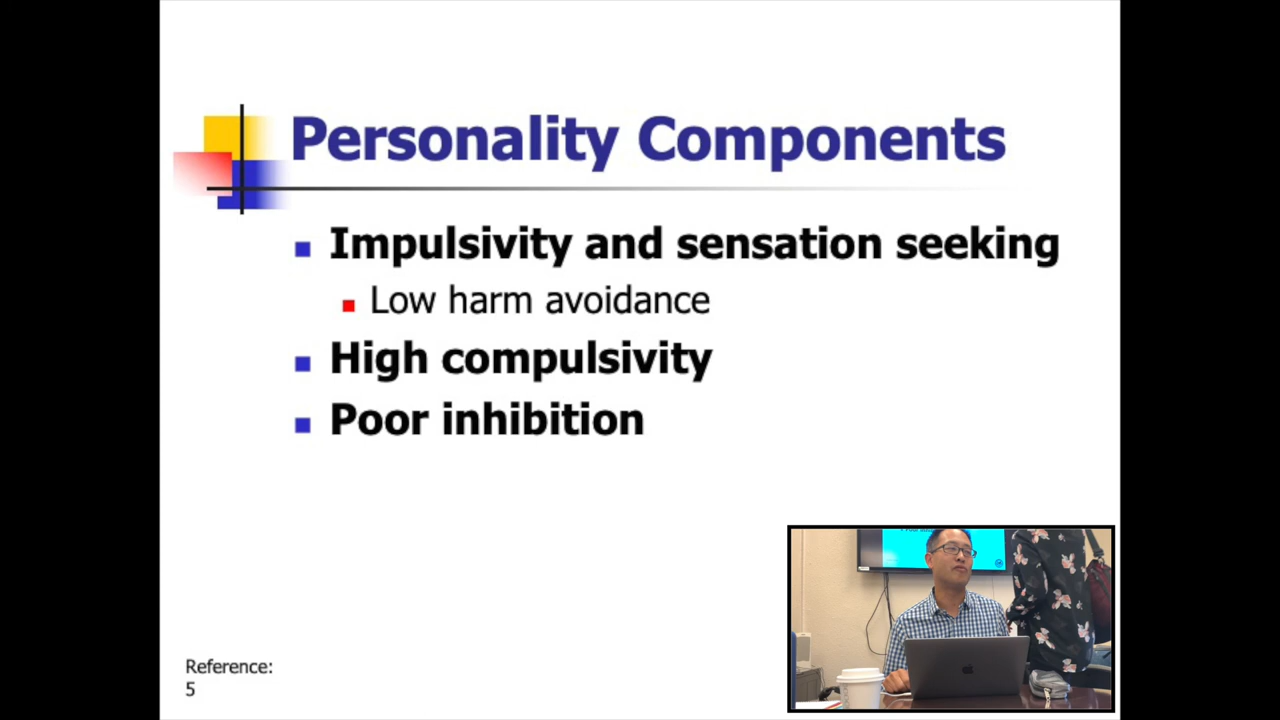 Personality Components
Impulsivity and sensation seeking
Low harm avoidance
High compulsivity
Poor inhibition
Reference:
5